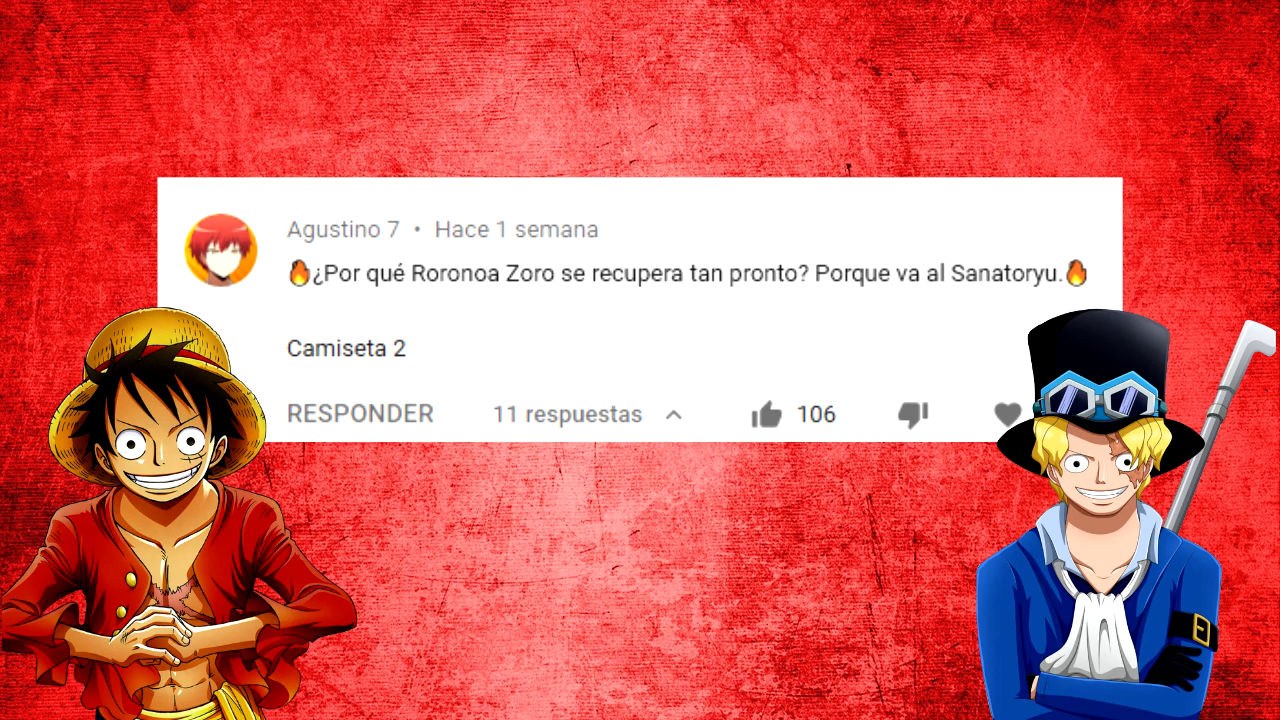 Agustino 7 • Hace 1 semana
🔥¿Por qué Roronoa Zoro se recupera tan pronto? Porque va al Sanatoryu.🔥
Camiseta 2
RESPONDER 11 respuestas 106